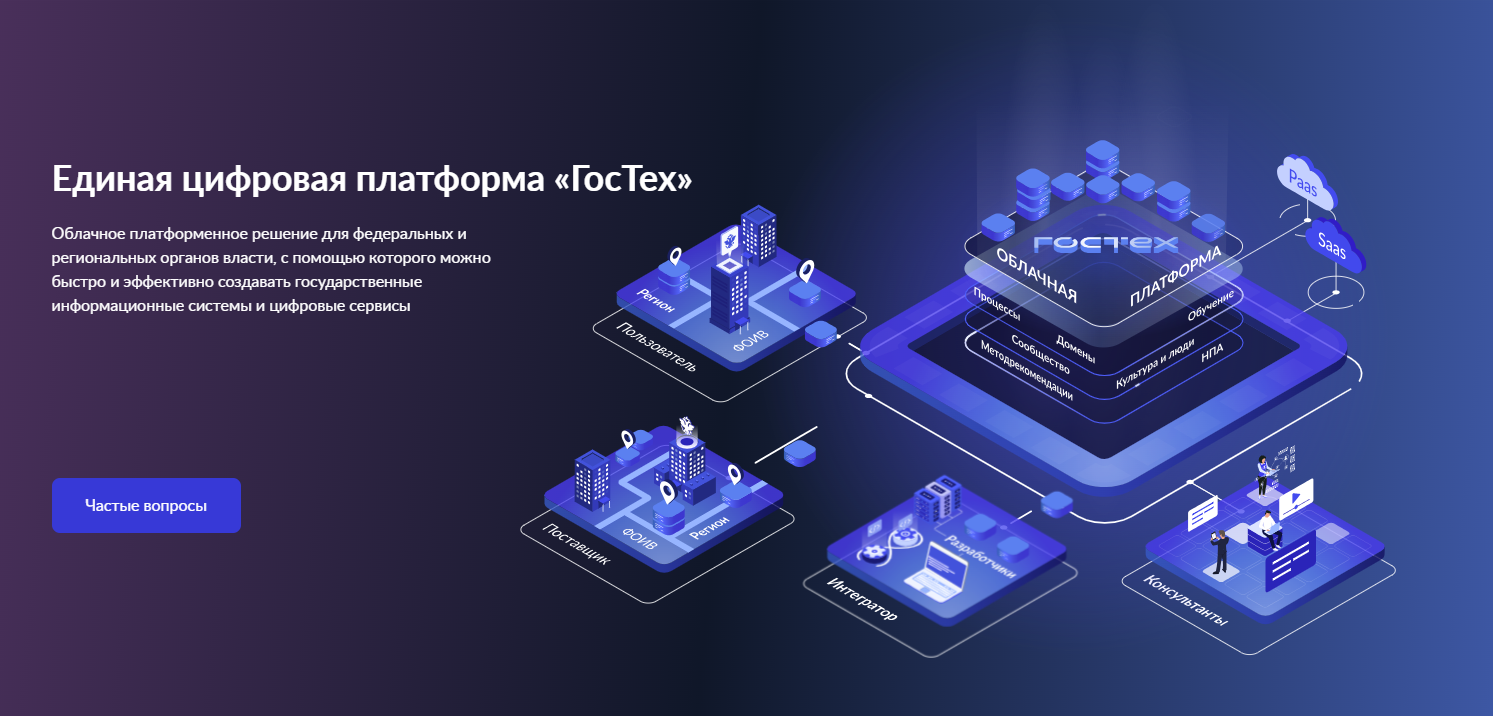 Единая цифровая платформа «ГосТех»
Облачное платформенное решение для федеральных и
региональных органов власти, с помощью которого можно
быстро и эффективно создавать государственные
информационные системы и цифровые сервисы
Частые вопросы
ГОСТЕХ
ОБЛАЧНАЯ
ПЛАТФОРМА
Процессы
Обучение
Домены
Сообщество
Культура и люди
НПА
Методрекомендации
Paas
Saas
Регион
ФОИВ
Пользователь
ФОИВ
Регион
Поставщик
Разработчики
Интегратор
Консультанты